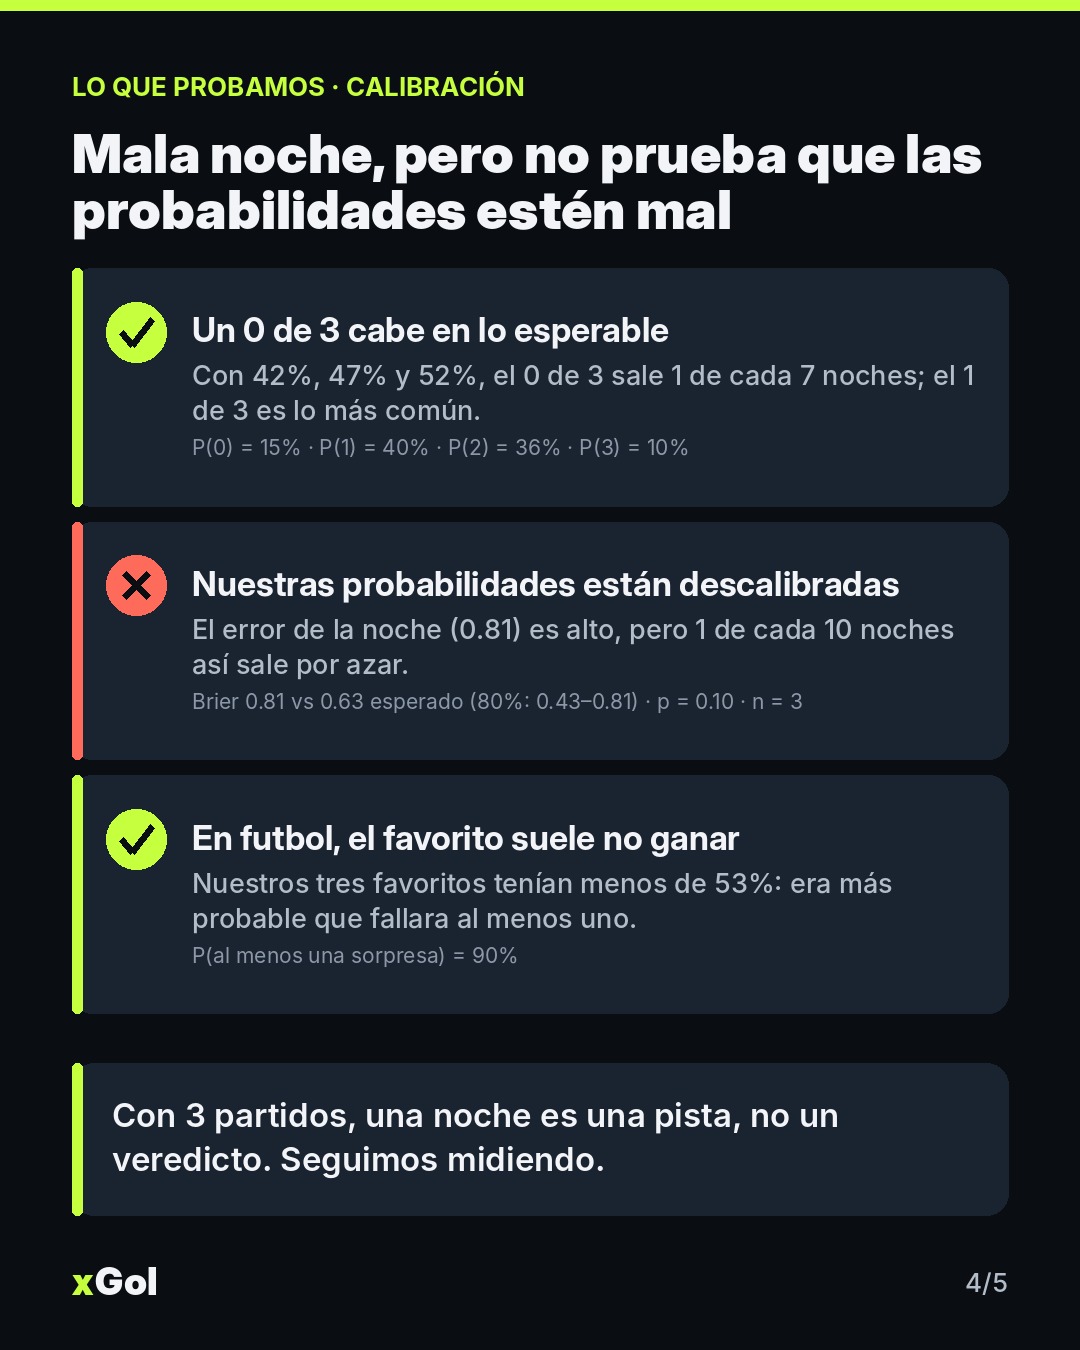 LO QUE PROBAMOS · CALIBRACIÓN
Mala noche, pero no prueba que las
probabilidades estén mal
Un 0 de 3 cabe en lo esperable
Con 42%, 47% y 52%, el 0 de 3 sale 1 de cada 7 noches; el 1
de 3 es lo más común.
P(0) = 15% · P(1) = 40% · P(2) = 36% · P(3) = 10%
Nuestras probabilidades están descalibradas
El error de la noche (0.81) es alto, pero 1 de cada 10 noches
así sale por azar.
Brier 0.81 vs 0.63 esperado (80%: 0.43–0.81) · p = 0.10 · n = 3
En futbol, el favorito suele no ganar
Nuestros tres favoritos tenían menos de 53%: era más
probable que fallara al menos uno.
P(al menos una sorpresa) = 90%
Con 3 partidos, una noche es una pista, no un
veredicto. Seguimos midiendo.
xGol
4/5